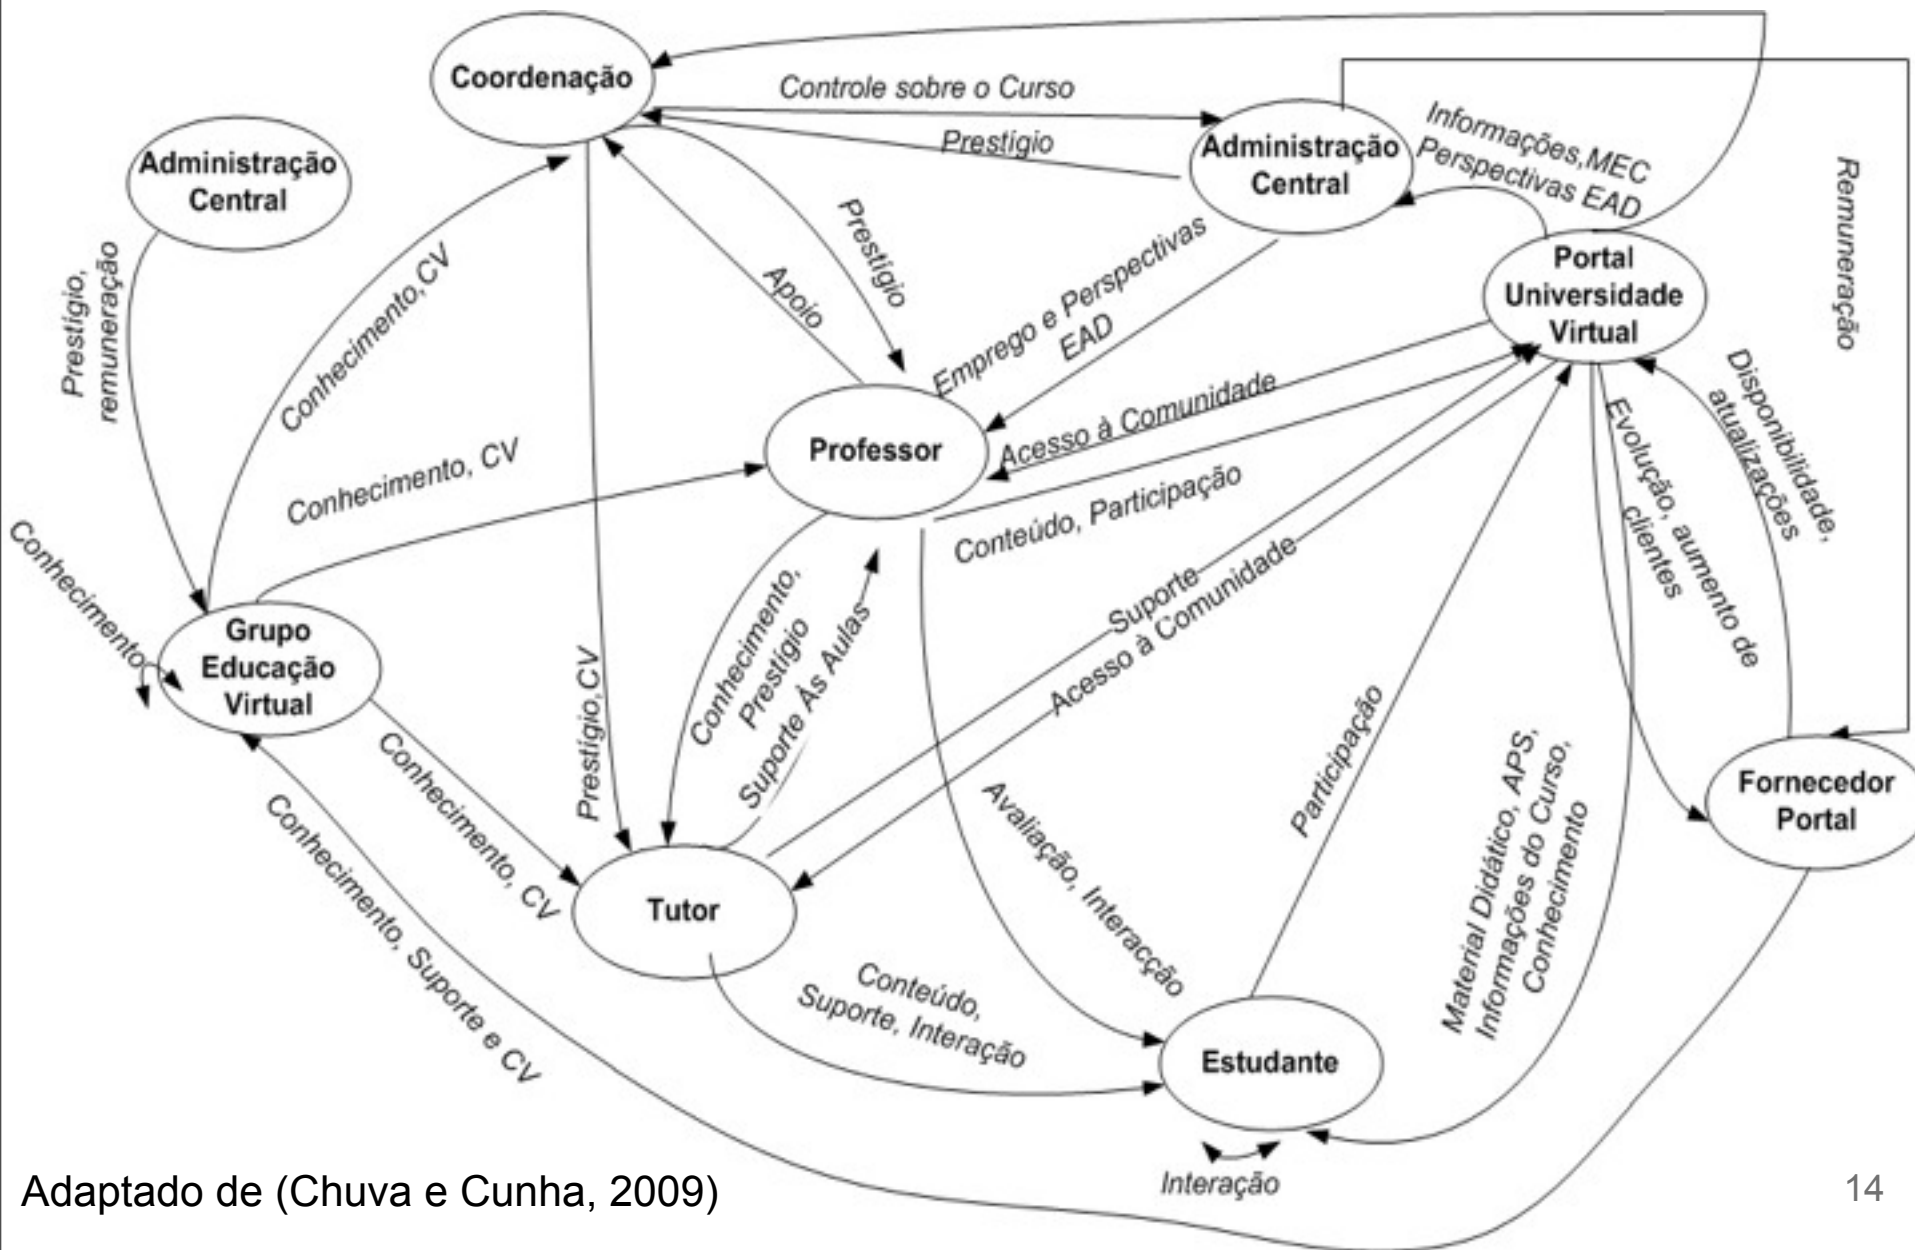 Coordenação
Controle sobre o Curso
Prestígio
Administração
Central
Administração
Central
Informações,MEC
Perspectivas EAD
Remuneração
Portal
Universidade
Virtual
Prestígio,
remuneração
Conhecimento,CV
Apoio
Prestígio
Emprego e Perspectivas
EAD
Acesso à Comunidade
Professor
Conhecimento, CV
Conteúdo, Participação
Evolução, aumento de
clientes
Disponibilidade,
atualizações
Conhecimento
Grupo
Educação
Virtual
Prestígio,CV
Conhecimento,
Prestígio
Suporte Às Aulas
Suporte
Acesso à Comunidade
Participação
Conhecimento, CV
Avaliação, Interacção
Material Didático, APS,
Informações do Curso,
Conhecimento
Fornecedor
Portal
Tutor
Conhecimento, Suporte e CV
Conteúdo,
Suporte, Interação
Estudante
Interação
Adaptado de (Chuva e Cunha, 2009)
14